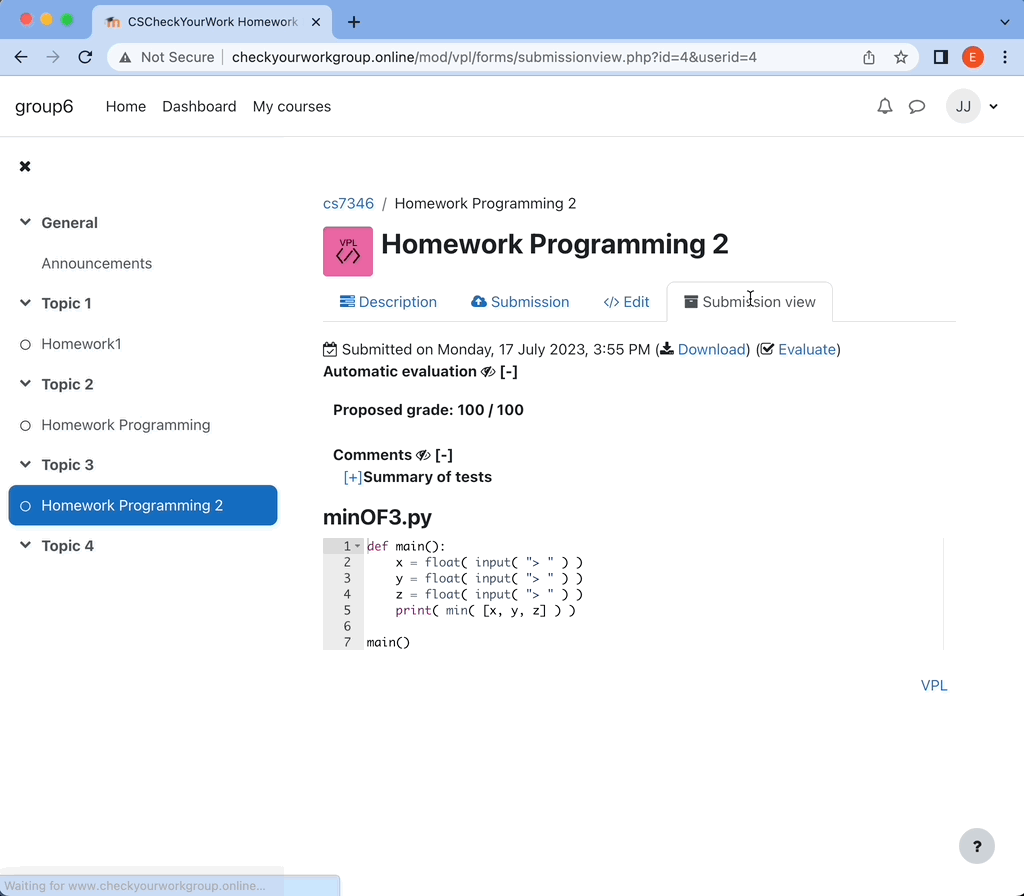 CSCheckYourWork Homework
Not Secure checkyourworkgroup.online/mod/vpl/forms/submissionview.php?id=4&userid=4
E
group6 Home Dashboard My courses
JJ
General
Announcements
Topic 1
Homework1
Topic 2
Homework Programming
Topic 3
Homework Programming 2
Topic 4
cs7346 / Homework Programming 2
VPL
Homework Programming 2
Description Submission </> Edit Submission view
Submitted on Monday, 17 July 2023, 3:55 PM (Download) (Evaluate)
Automatic evaluation [-]
Proposed grade: 100 / 100
Comments [-]
[+]Summary of tests
minOF3.py
1 def main():
2 x = float( input( "> " ) )
3 y = float( input( "> " ) )
4 z = float( input( "> " ) )
5 print( min( [x, y, z] ) )
6
7 main()
VPL
?
Waiting for www.checkyourworkgroup.online...